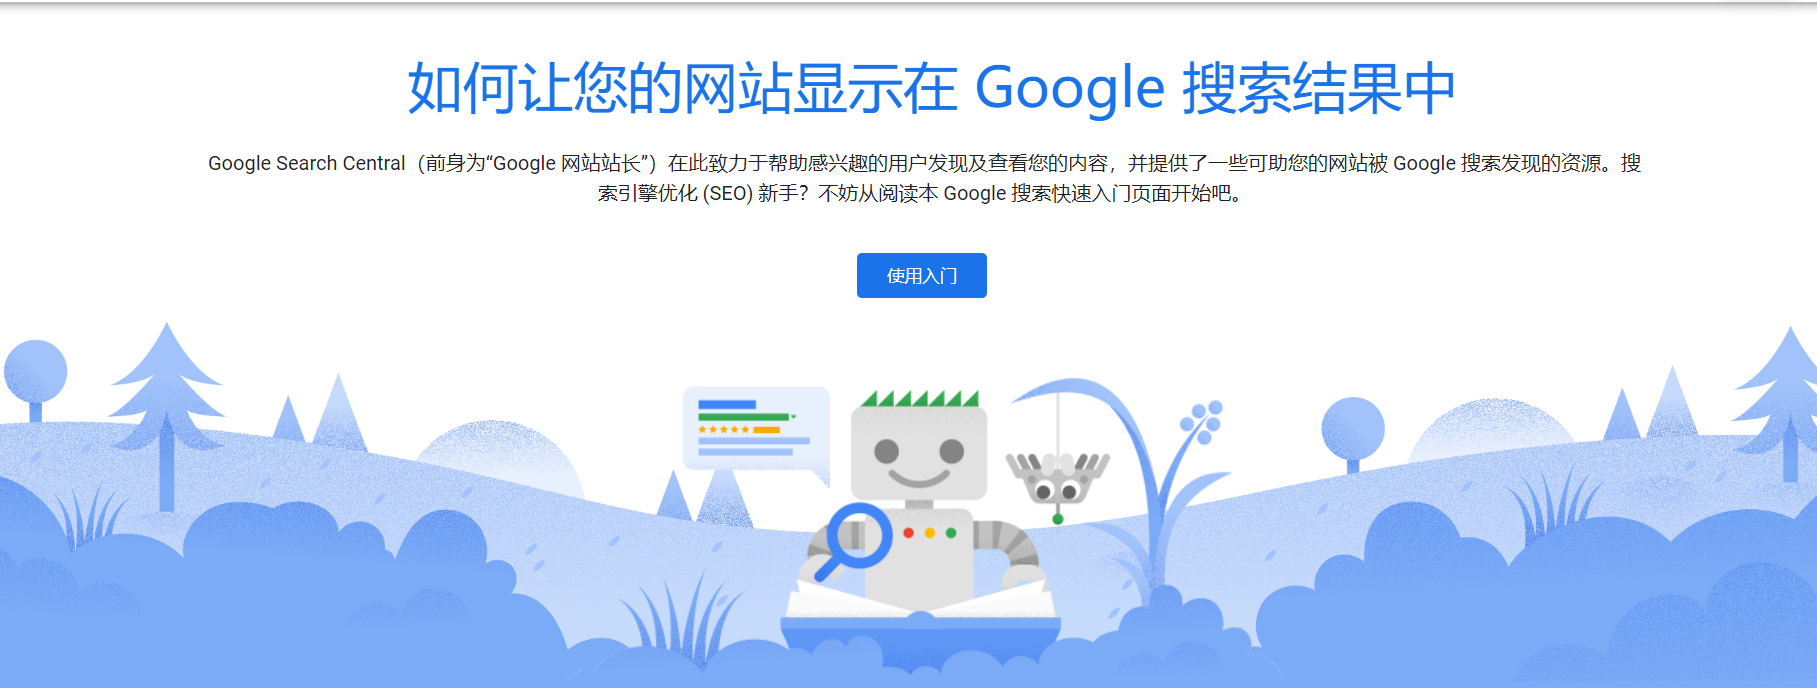 如何让您的网站显示在 Google 搜索结果中
Google Search Central（前身为“Google 网站站长”）在此致力于帮助感兴趣的用户发现及查看您的内容，并提供了一些可助您的网站被 Google 搜索发现的资源。搜
索引擎优化 (SEO) 新手？不妨从阅读本 Google 搜索快速入门页面开始吧。
使用入门